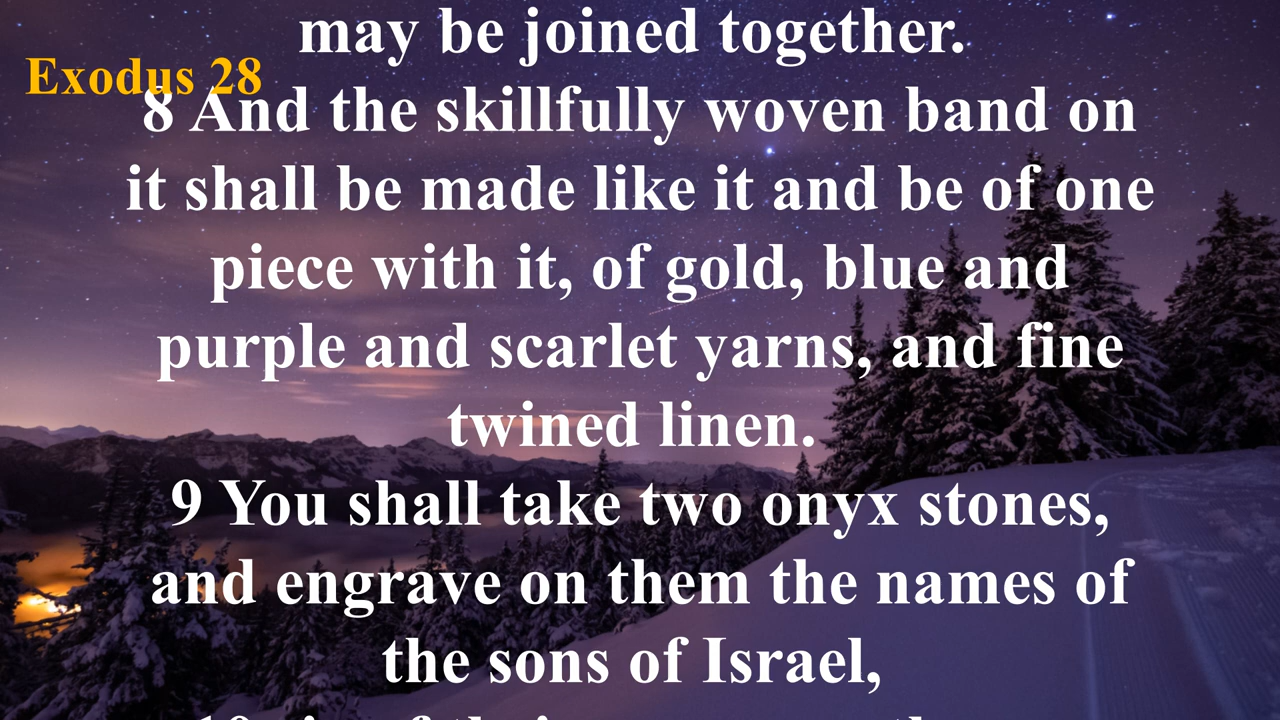 may be joined together.
Exodus 28
8 And the skillfully woven band on
it shall be made like it and be of one
piece with it, of gold, blue and
purple and scarlet yarns, and fine
twined linen.
9 You shall take two onyx stones,
and engrave on them the names of
the sons of Israel,